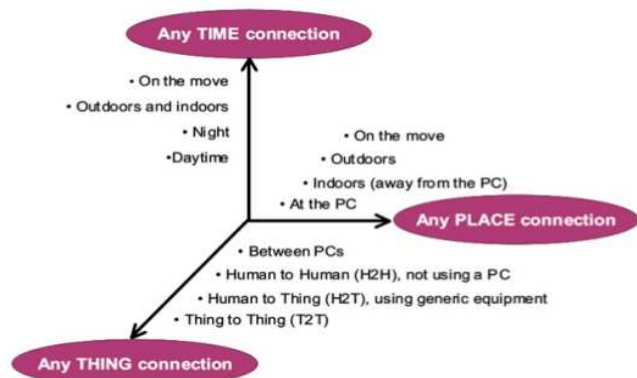 Any TIME connection
• On the move
• Outdoors and indoors
• Night
•Daytime
• On the move
• Outdoors
• Indoors (away from the PC)
• At the PC
Any PLACE connection
• Between PCs
• Human to Human (H2H), not using a PC
• Human to Thing (H2T), using generic equipment
• Thing to Thing (T2T)
Any THING connection